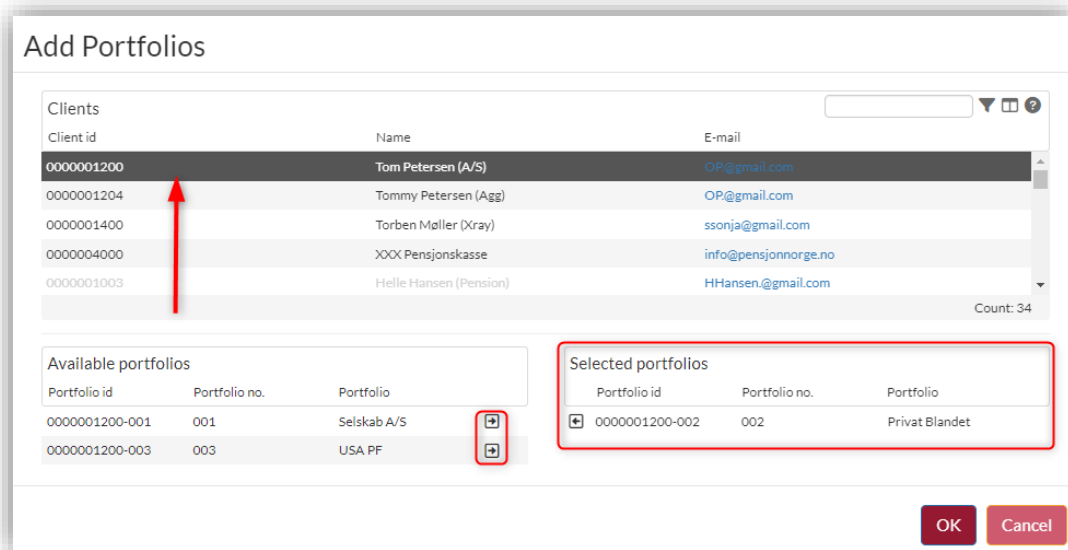 Add Portfolios
Clients
Client id Name E-mail
0000001200 Tom Petersen (A/S) OP.@gmail.com
0000001204 Tommy Petersen (Agg) OP.@gmail.com
0000001400 Torben Møller (Xray) ssonja@gmail.com
0000004000 XXX Pensjonskasse info@pensjonnorge.no
0000001003 Helle Hansen (Pension) HHansen.@gmail.com
Count: 34
Available portfolios
Portfolio id Portfolio no. Portfolio
0000001200-001 001 Selskab A/S
0000001200-003 003 USA PF
Selected portfolios
Portfolio id Portfolio no. Portfolio
0000001200-002 002 Privat Blandet
OK Cancel